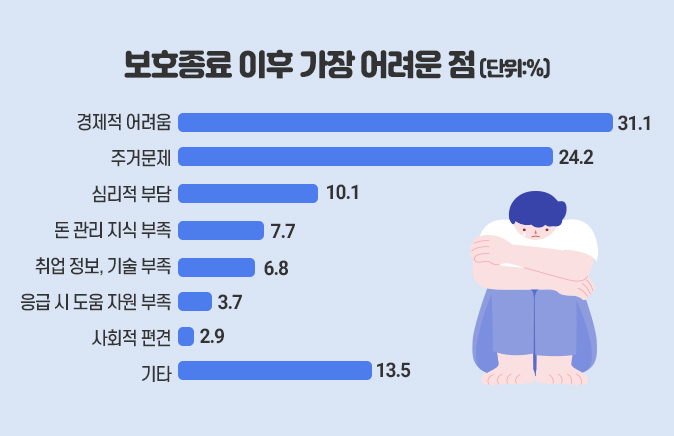 보호종료 이후 가장 어려운 점 (단위:%)
경제적 어려움 31.1
주거문제 24.2
심리적 부담 10.1
돈 관리 지식 부족 7.7
취업 정보, 기술 부족 6.8
응급 시 도움 자원 부족 3.7
사회적 편견 2.9
기타 13.5